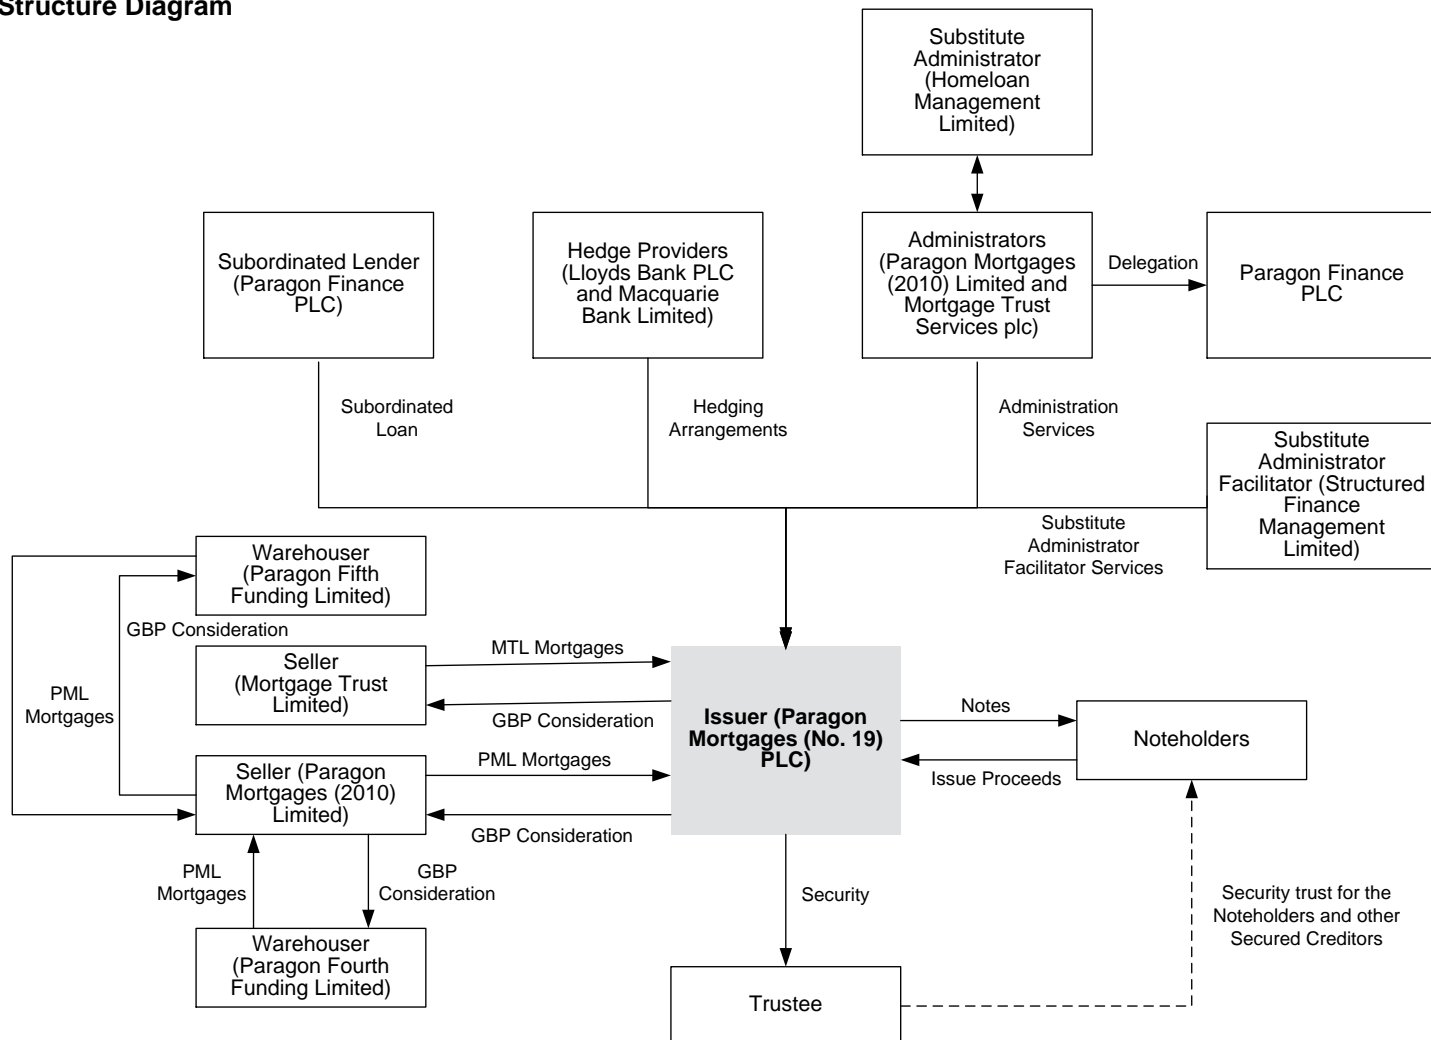 Structure Diagram
Substitute
Administrator
(Homeloan
Management
Limited)
Subordinated Lender
(Paragon Finance
PLC)
Hedge Providers
(Lloyds Bank PLC
and Macquarie
Bank Limited)
Administrators
(Paragon Mortgages
(2010) Limited and
Mortgage Trust
Services plc)
Delegation
Paragon Finance
PLC
Subordinated
Loan
Hedging
Arrangements
Administration
Services
Substitute
Administrator
Facilitator (Structured
Finance
Management
Limited)
Substitute
Administrator
Facilitator Services
Warehouser
(Paragon Fifth
Funding Limited)
GBP Consideration
PML
Mortgages
Seller
(Mortgage Trust
Limited)
MTL Mortgages
GBP Consideration
Issuer (Paragon
Mortgages (No. 19)
PLC)
Notes
Issue Proceeds
Noteholders
Seller (Paragon
Mortgages (2010)
Limited)
PML Mortgages
GBP Consideration
PML
Mortgages
GBP
Consideration
Warehouser
(Paragon Fourth
Funding Limited)
Security
Trustee
Security trust for the
Noteholders and other
Secured Creditors